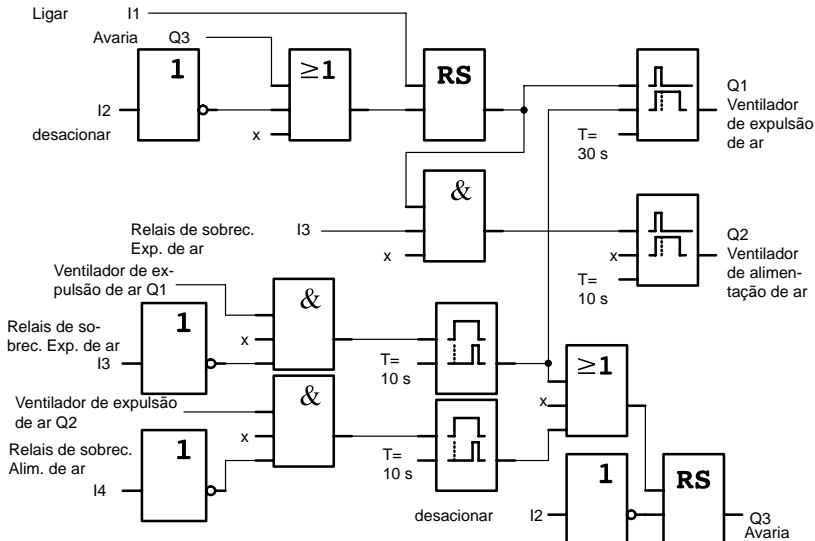 Ligar I1
Avaria Q3
1
≥1
RS
I2
desacionar
x
Q1
Ventilador
de expulsão
de ar
T=
30 s
&
Relais de sobrec.
Exp. de ar
I3
x
Q2
Ventilador
de alimen-
tação de ar
x
T=
10 s
Ventilador de ex-
pulsão de ar Q1
&
Relais de so-
brec. Exp. de ar
1
x
I3
T=
10 s
≥1
x
Ventilador de expulsão
de ar Q2
&
x
Relais de sobrec.
Alim. de ar
1
I4
T=
10 s
desacionar
I2
1
RS
Q3
Avaria